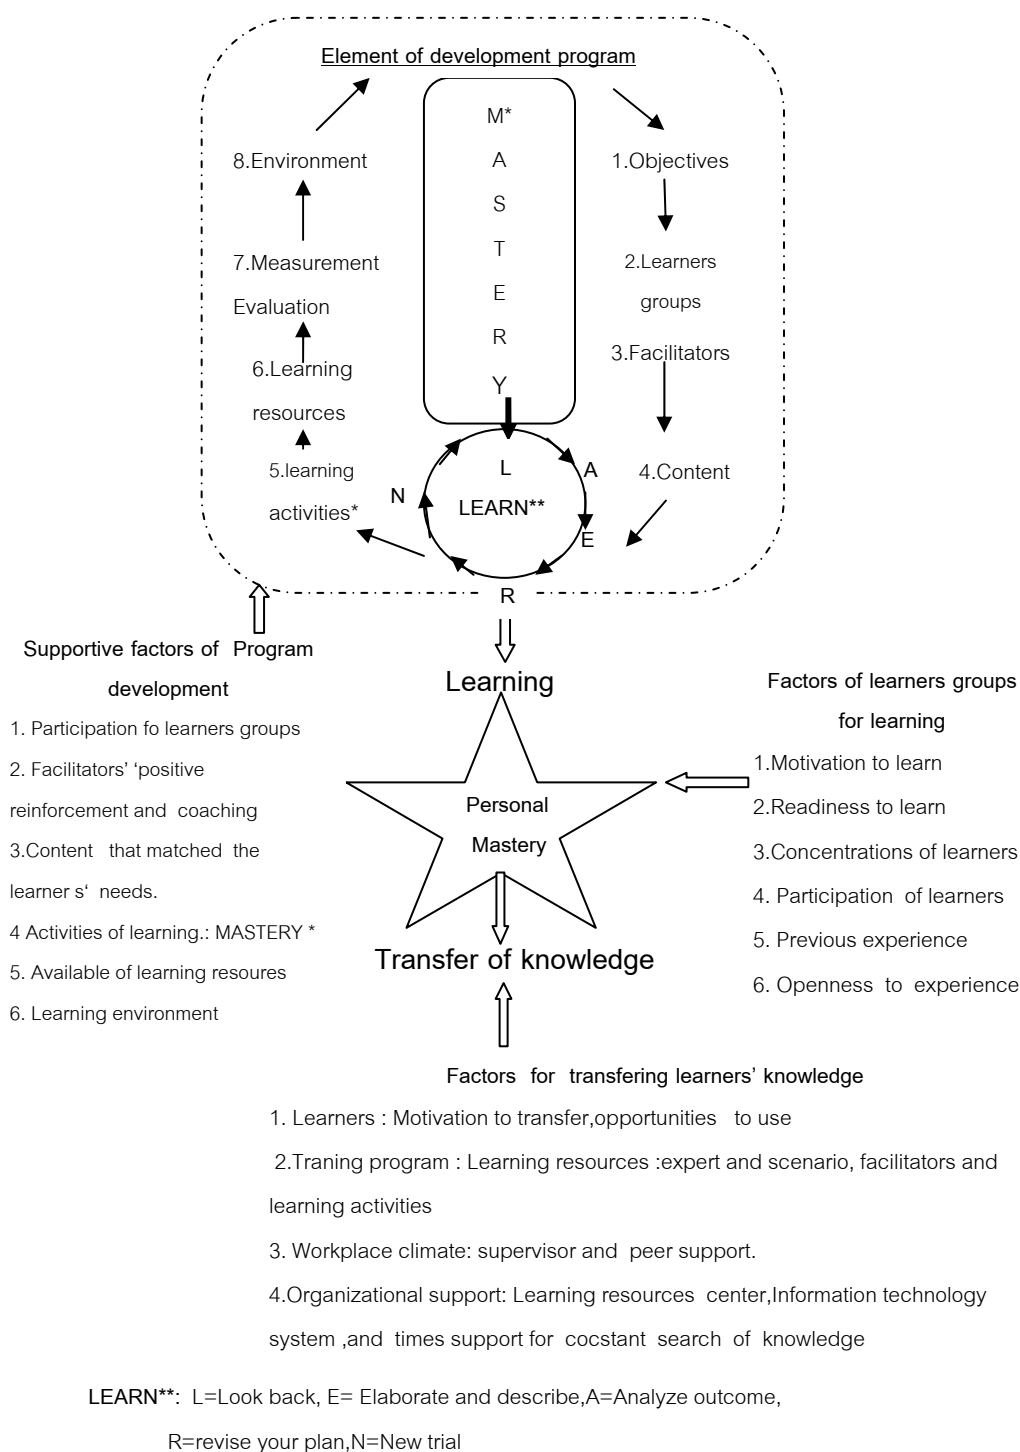 Element of development program
M*
A
S
T
E
R
Y
8.Environment
7.Measurement
Evaluation
6.Learning
resources
5.learning
activities*
1.Objectives
2.Learners
groups
3.Facilitators
4.Content
L
A
LEARN**
N
E
R
Supportive factors of Program
development
1. Participation fo learners groups
2. Facilitators’ ‘positive
reinforcement and coaching
3.Content that matched the
learner s‘ needs.
4 Activities of learning.: MASTERY *
5. Available of learning resoures
6. Learning environment
Learning
Personal
Mastery
Transfer of knowledge
Factors of learners groups
for learning
1.Motivation to learn
2.Readiness to learn
3.Concentrations of learners
4. Participation of learners
5. Previous experience
6. Openness to experience
Factors for transfering learners’ knowledge
1. Learners : Motivation to transfer,opportunities to use
2.Traning program : Learning resources :expert and scenario, facilitators and
learning activities
3. Workplace climate: supervisor and peer support.
4.Organizational support: Learning resources center,Information technology
system ,and times support for cocstant search of knowledge
LEARN**: L=Look back, E= Elaborate and describe,A=Analyze outcome,
R=revise your plan,N=New trial